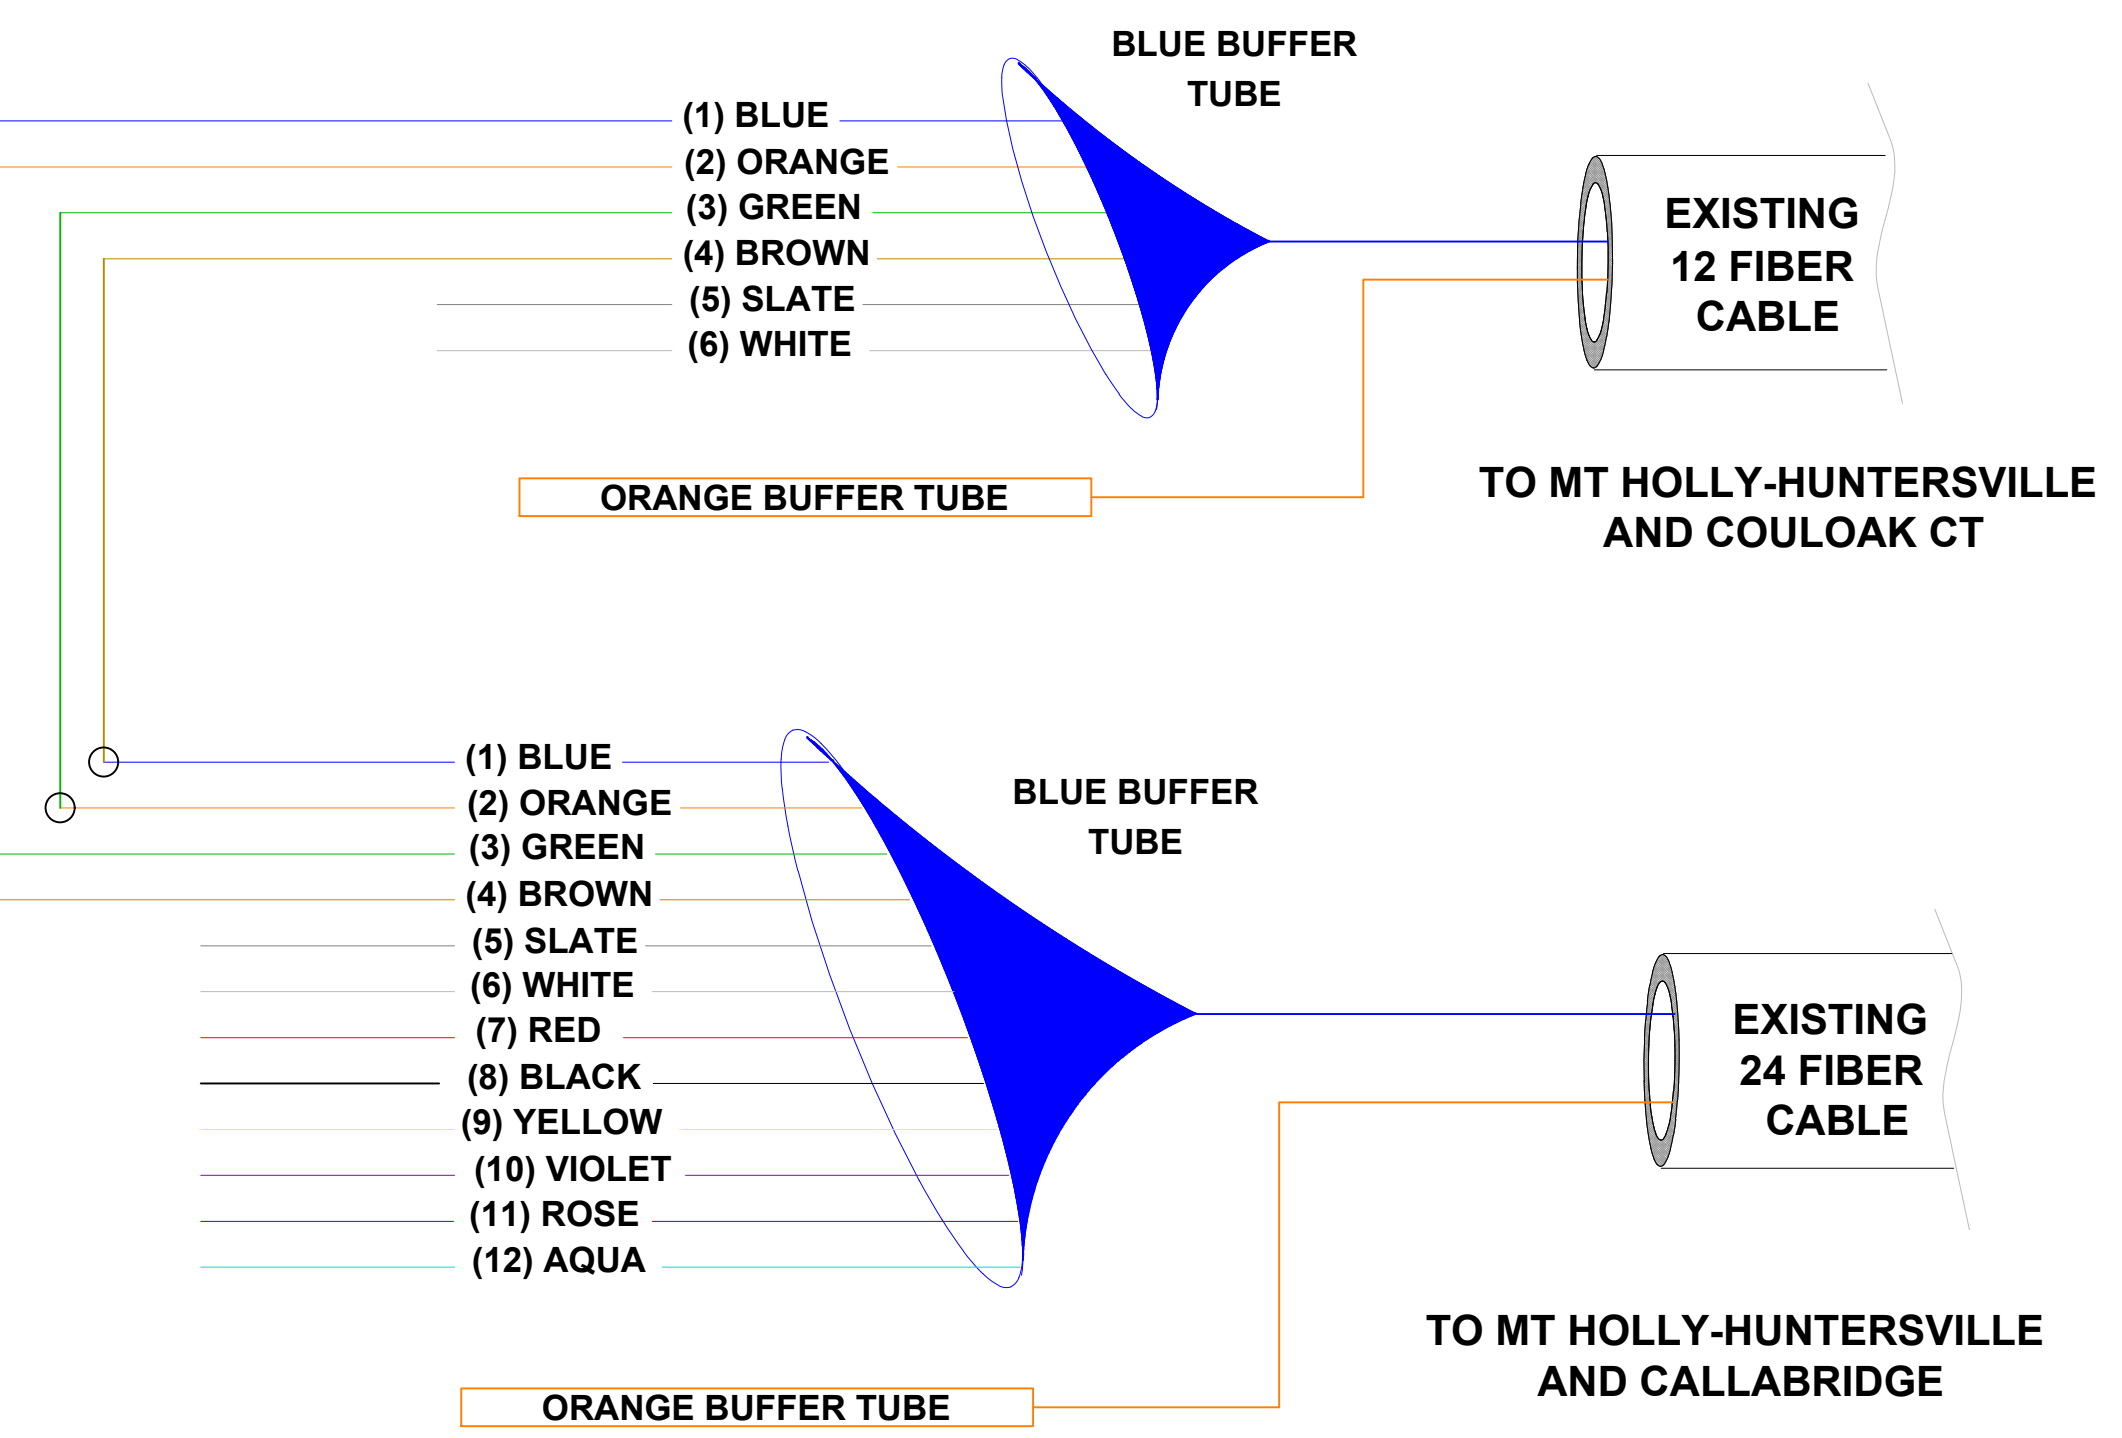 BLUE BUFFER
TUBE
(1) BLUE
(2) ORANGE
(3) GREEN
(4) BROWN
(5) SLATE
(6) WHITE
EXISTING
12 FIBER
CABLE
ORANGE BUFFER TUBE
TO MT HOLLY-HUNTERSVILLE
AND COULOAK CT
(1) BLUE
(2) ORANGE
(3) GREEN
(4) BROWN
(5) SLATE
(6) WHITE
(7) RED
(8) BLACK
(9) YELLOW
(10) VIOLET
(11) ROSE
(12) AQUA
BLUE BUFFER
TUBE
EXISTING
24 FIBER
CABLE
ORANGE BUFFER TUBE
TO MT HOLLY-HUNTERSVILLE
AND CALLABRIDGE